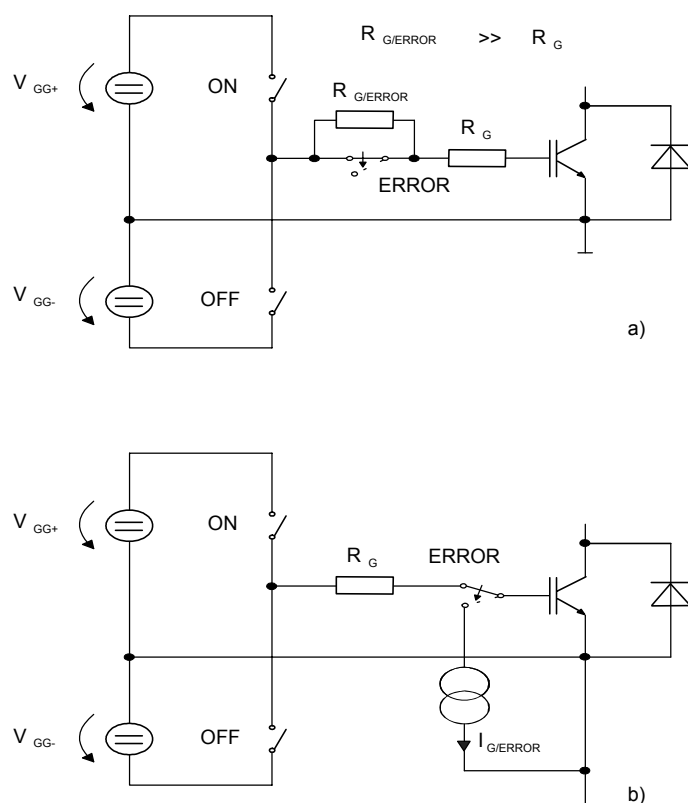 R G/ERROR >> R G
V GG+
ON
R G/ERROR
R G
ERROR
V GG-
OFF
a)
V GG+
ON
R G
ERROR
V GG-
OFF
I G/ERROR
b)